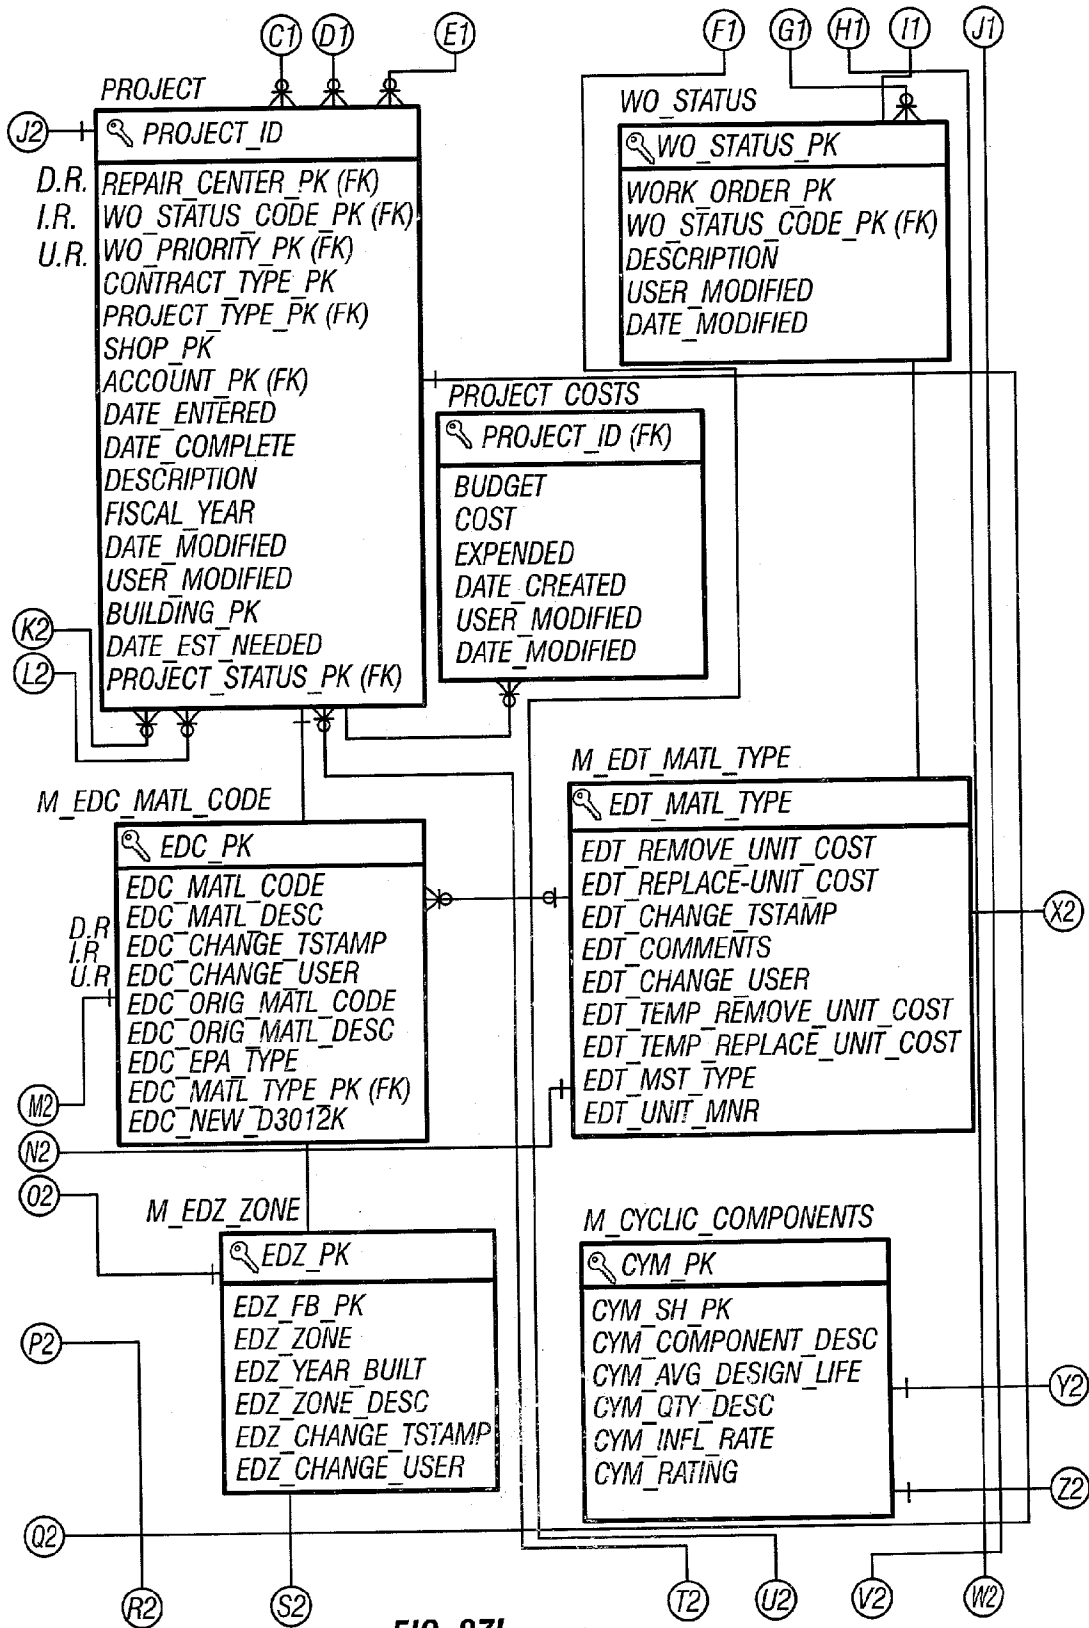 C1 D1 E1 F1 G1 H1 I1 J1
PROJECT
J2
PROJECT_ID
D.R. REPAIR_CENTER_PK (FK)
I.R. WO_STATUS_CODE_PK (FK)
U.R. WO_PRIORITY_PK (FK)
CONTRACT_TYPE_PK
PROJECT_TYPE_PK (FK)
SHOP_PK
ACCOUNT_PK (FK)
DATE_ENTERED
DATE_COMPLETE
DESCRIPTION
FISCAL_YEAR
DATE_MODIFIED
USER_MODIFIED
BUILDING_PK
DATE_EST_NEEDED
PROJECT_STATUS_PK (FK)
K2
L2
WO_STATUS
WO_STATUS_PK
WORK_ORDER_PK
WO_STATUS_CODE_PK (FK)
DESCRIPTION
USER_MODIFIED
DATE_MODIFIED
PROJECT_COSTS
PROJECT_ID (FK)
BUDGET
COST
EXPENDED
DATE_CREATED
USER_MODIFIED
DATE_MODIFIED
M_EDC_MATL_CODE
EDC_PK
EDC_MATL_CODE
EDC_MATL_DESC
D.R EDC_CHANGE_TSTAMP
I.R EDC_CHANGE_USER
U.R EDC_ORIG_MATL_CODE
EDC_ORIG_MATL_DESC
EDC_EPA_TYPE
EDC_MATL_TYPE_PK (FK)
EDC_NEW_D3012K
M2
N2
O2
M_EDT_MATL_TYPE
EDT_MATL_TYPE
EDT_REMOVE_UNIT_COST
EDT_REPLACE-UNIT_COST
EDT_CHANGE_TSTAMP
EDT_COMMENTS
EDT_CHANGE_USER
EDT_TEMP_REMOVE_UNIT_COST
EDT_TEMP_REPLACE_UNIT_COST
EDT_MST_TYPE
EDT_UNIT_MNR
X2
M_EDZ_ZONE
EDZ_PK
EDZ_FB_PK
EDZ_ZONE
EDZ_YEAR_BUILT
EDZ_ZONE_DESC
EDZ_CHANGE_TSTAMP
EDZ_CHANGE_USER
P2
Q2
M_CYCLIC_COMPONENTS
CYM_PK
CYM_SH_PK
CYM_COMPONENT_DESC
CYM_AVG_DESIGN_LIFE
CYM_QTY_DESC
CYM_INFL_RATE
CYM_RATING
Y2
Z2
R2 S2 T2 U2 V2 W2